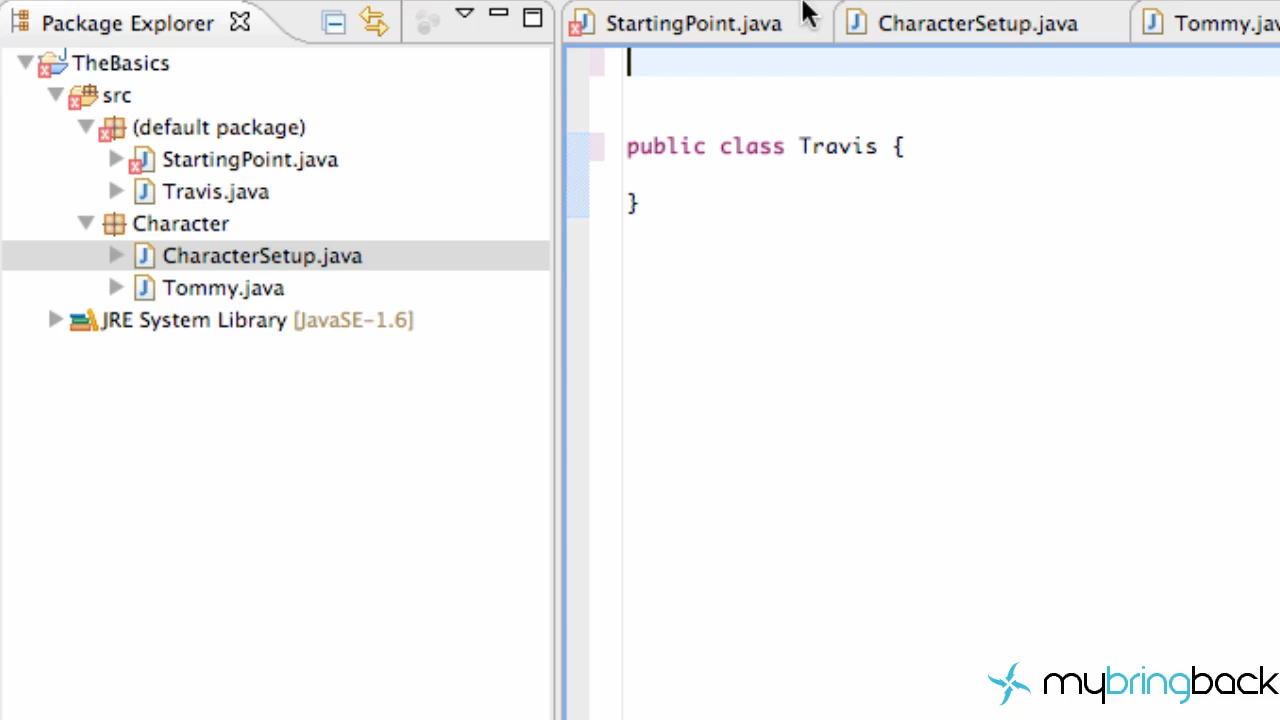 Package Explorer
TheBasics
src
(default package)
StartingPoint.java
Travis.java
Character
CharacterSetup.java
Tommy.java
JRE System Library [JavaSE-1.6]
StartingPoint.java
CharacterSetup.java
Tommy.jav
public class Travis {
}
mybringback